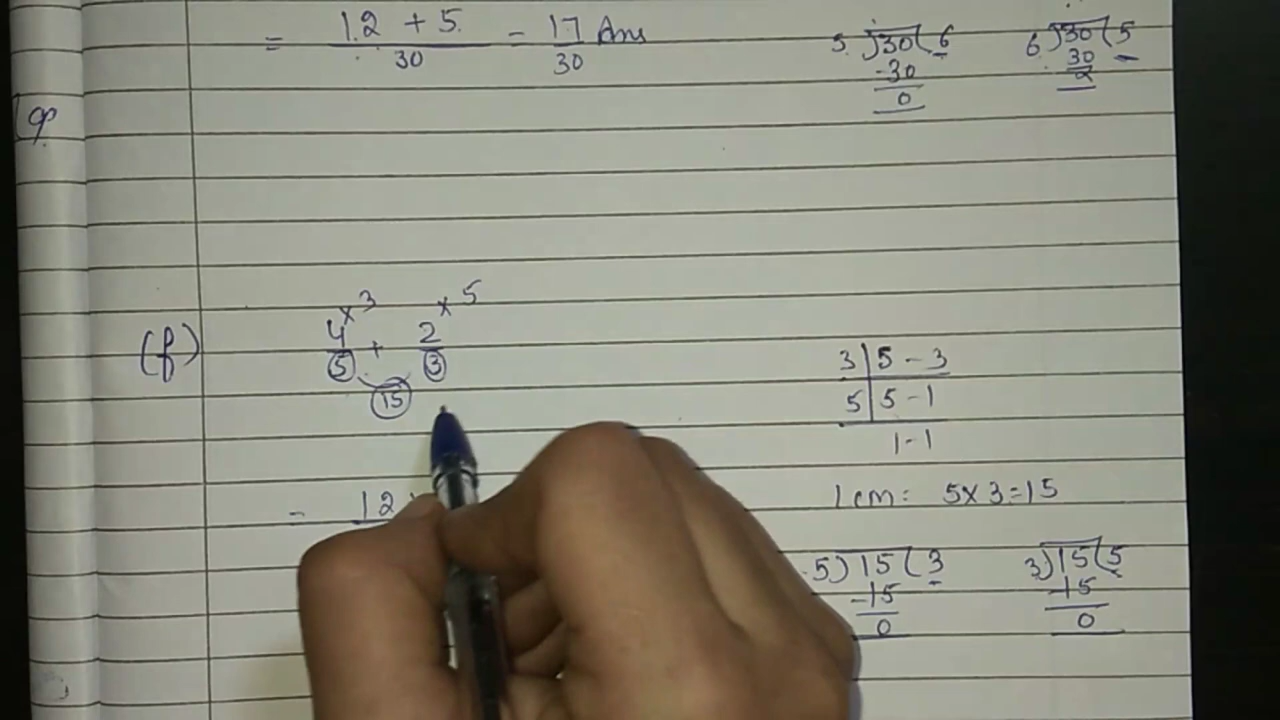 = 12 + 5 / 30 = 17 / 30 Ans
5 ) 30 ( 6
-30
0
6 ) 30 ( 5
30
Q
(f) 4/5 × 3 + 2/3 × 5
15
3 | 5 - 3
5 | 5 - 1
1 - 1
= 12
lcm: 5 x 3 = 15
5 ) 15 ( 3
-15
0
3 ) 15 ( 5
-15
0